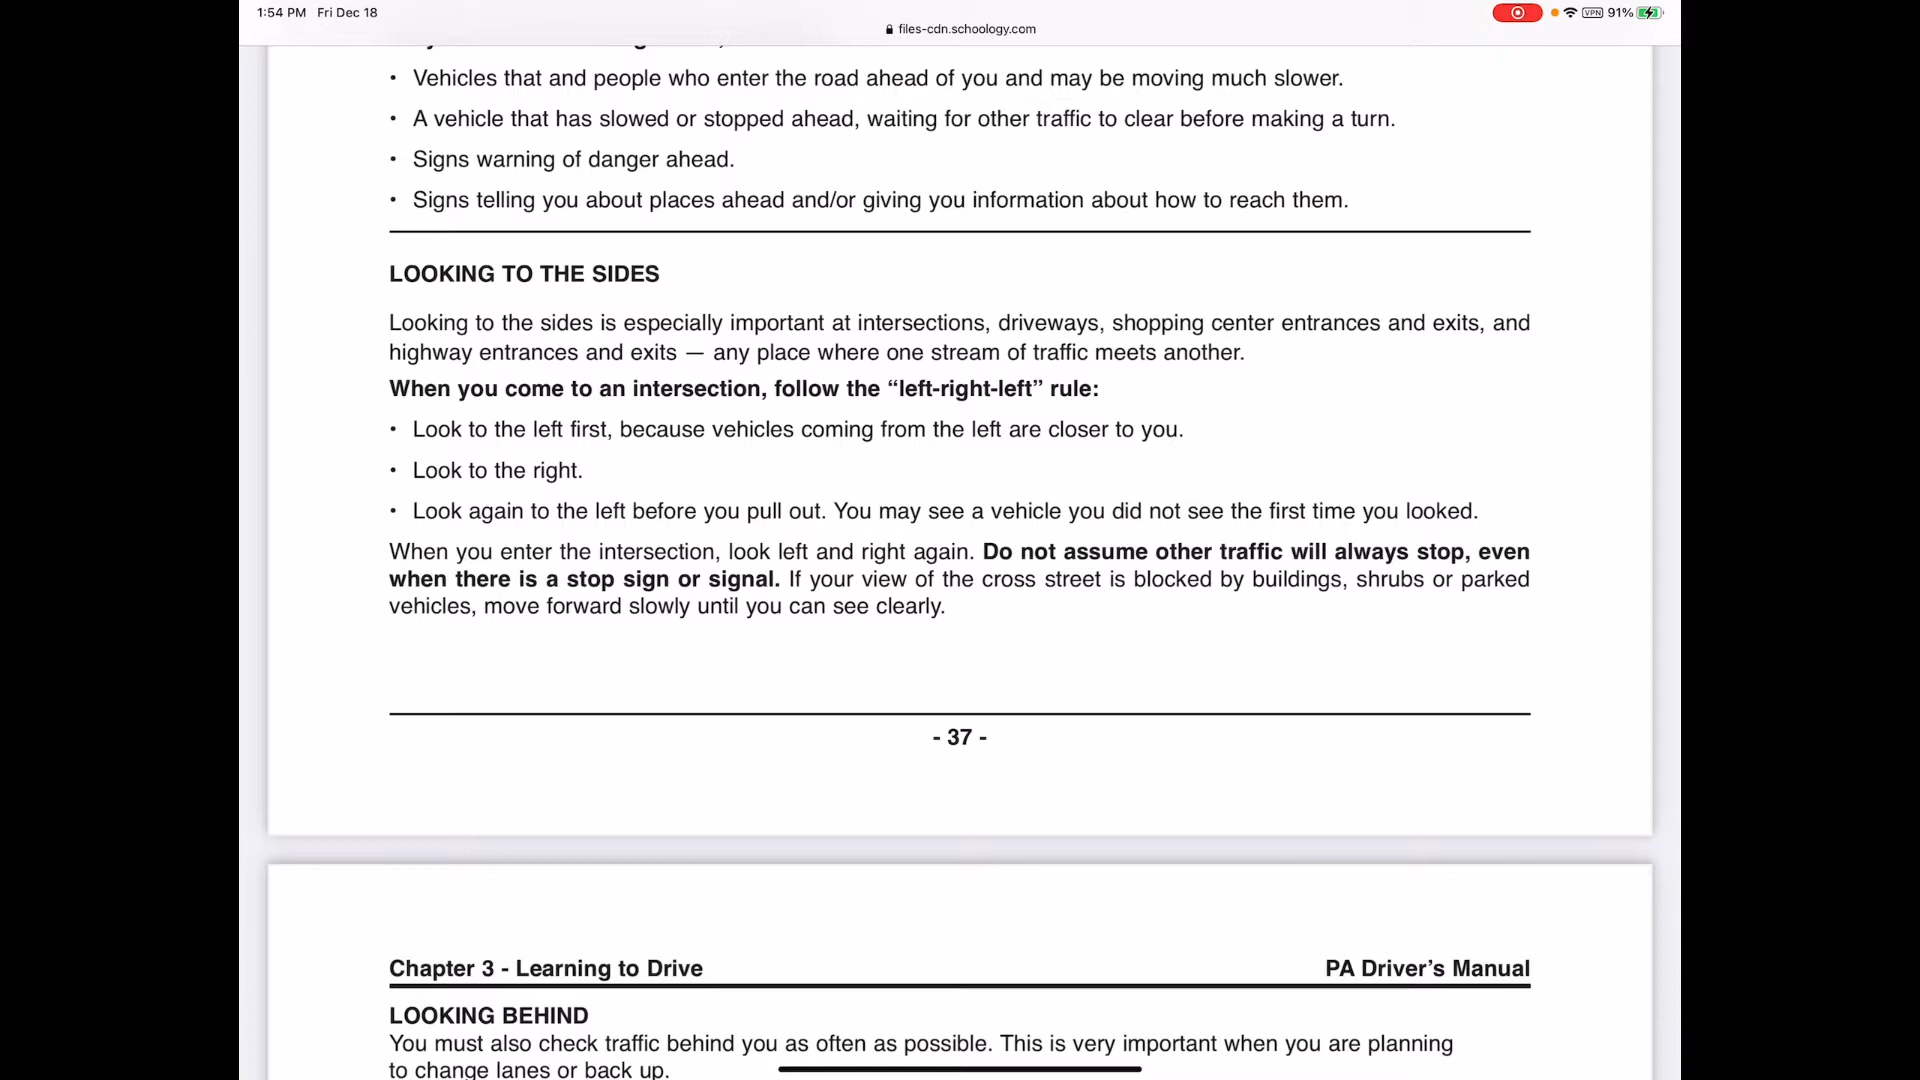 1:54 PM Fri Dec 18
VPN 91%
files-cdn.schoology.com
• Vehicles that and people who enter the road ahead of you and may be moving much slower.
• A vehicle that has slowed or stopped ahead, waiting for other traffic to clear before making a turn.
• Signs warning of danger ahead.
• Signs telling you about places ahead and/or giving you information about how to reach them.
LOOKING TO THE SIDES
Looking to the sides is especially important at intersections, driveways, shopping center entrances and exits, and
highway entrances and exits — any place where one stream of traffic meets another.
When you come to an intersection, follow the “left-right-left” rule:
• Look to the left first, because vehicles coming from the left are closer to you.
• Look to the right.
• Look again to the left before you pull out. You may see a vehicle you did not see the first time you looked.
When you enter the intersection, look left and right again. Do not assume other traffic will always stop, even
when there is a stop sign or signal. If your view of the cross street is blocked by buildings, shrubs or parked
vehicles, move forward slowly until you can see clearly.
- 37 -
Chapter 3 - Learning to Drive PA Driver’s Manual
LOOKING BEHIND
You must also check traffic behind you as often as possible. This is very important when you are planning
to change lanes or back up.